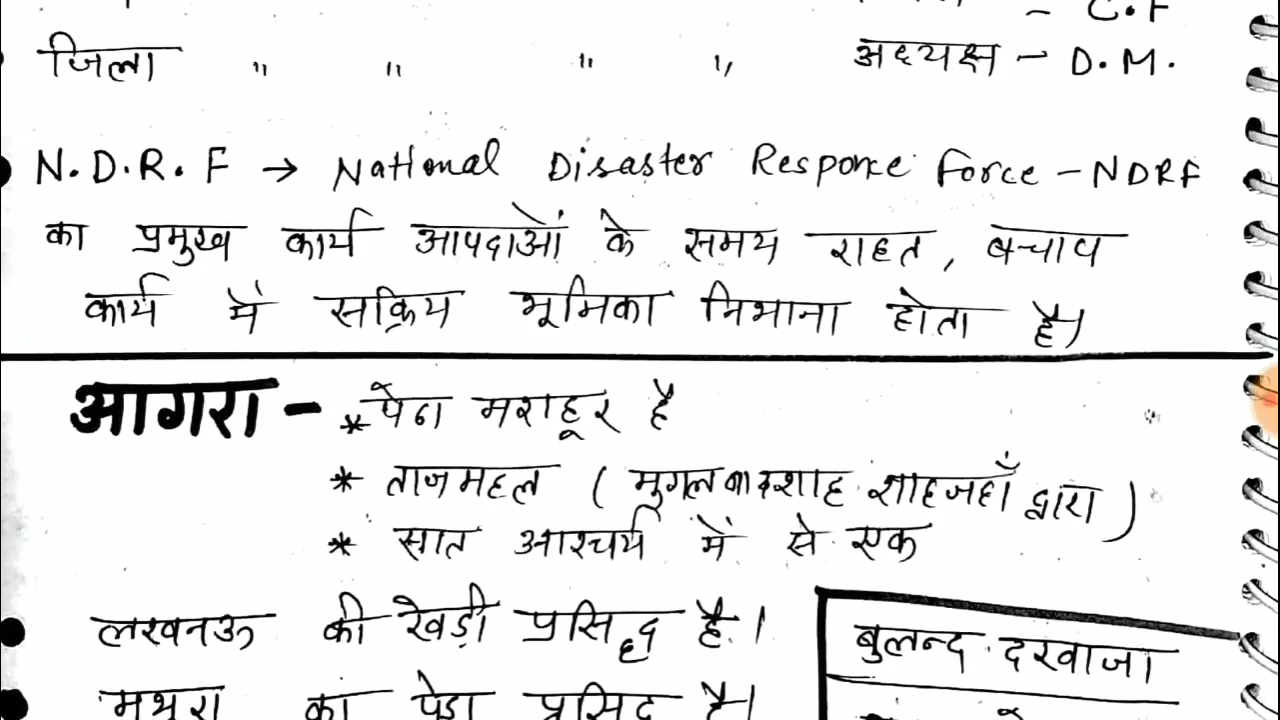 – C.F
जिला " " " " अध्यक्ष – D.M.
N.D.R.F → National Disaster Response Force – NDRF
का प्रमुख कार्य आपदाओं के समय राहत, बचाव
कार्य में सक्रिय भूमिका निभाना होता है।
आगरा – * पेठा मशहूर है
* ताजमहल ( मुगल बादशाह शाहजहाँ द्वारा )
* सात आश्चर्य में से एक
लखनऊ की रेवड़ी प्रसिद्ध है।
मथुरा का पेड़ा प्रसिद्ध है।
बुलन्द दरवाजा